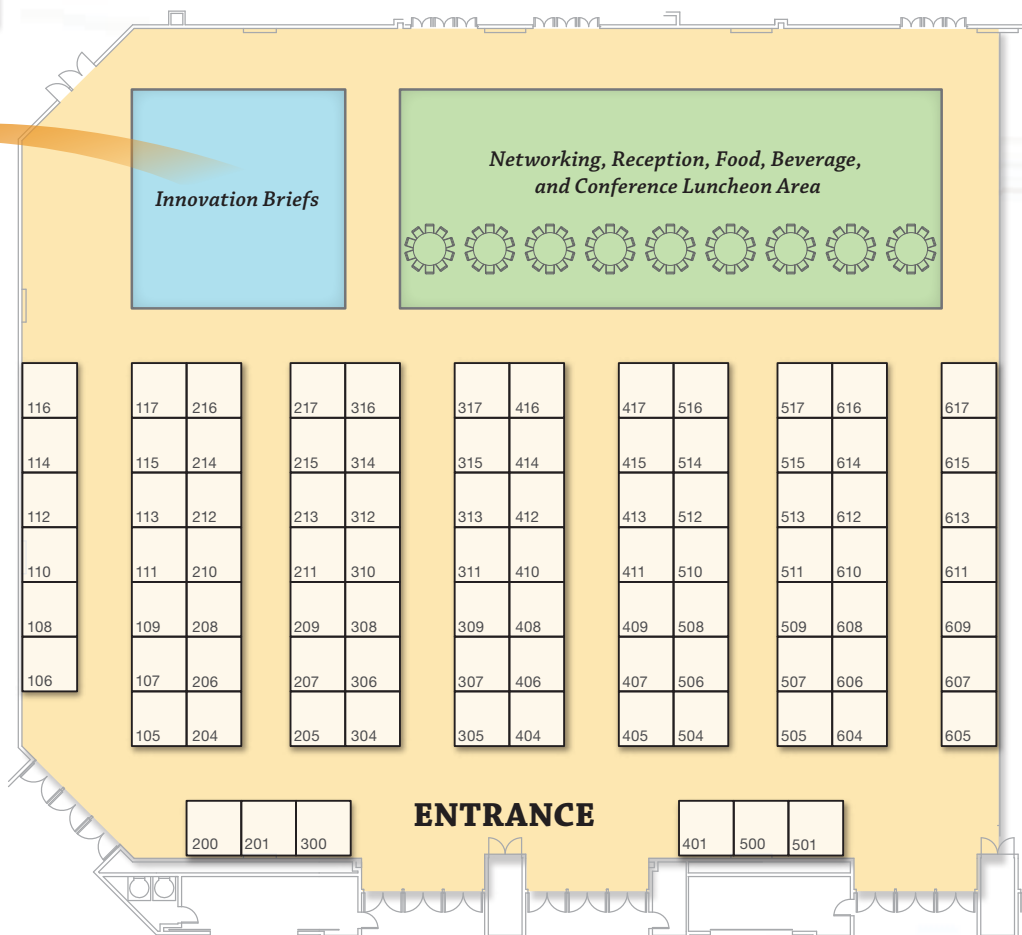 Innovation Briefs
Networking, Reception, Food, Beverage,
and Conference Luncheon Area
116 117 216 217 316 317 416 417 516 517 616 617
114 115 214 215 314 315 414 415 514 515 614 615
112 113 212 213 312 313 412 413 512 513 612 613
110 111 210 211 310 311 410 411 510 511 610 611
108 109 208 209 308 309 408 409 508 509 608 609
106 107 206 207 306 307 406 407 506 507 606 607
105 204 205 304 305 404 405 504 505 604 605
ENTRANCE
200 201 300 401 500 501